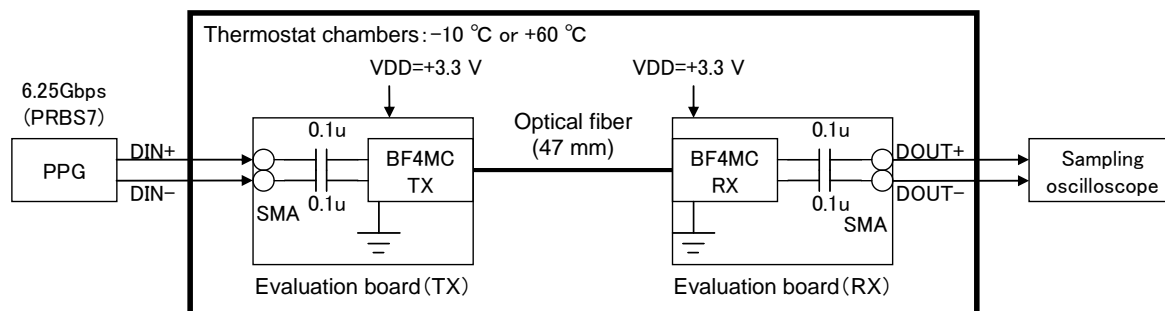 Thermostat chambers:−10 ℃ or +60 ℃
VDD=+3.3 V
VDD=+3.3 V
6.25Gbps
(PRBS7)
PPG
DIN+
DIN−
0.1u
0.1u
SMA
BF4MC
TX
Optical fiber
(47 mm)
BF4MC
RX
0.1u
0.1u
SMA
DOUT+
DOUT−
Sampling
oscilloscope
Evaluation board(TX)
Evaluation board(RX)